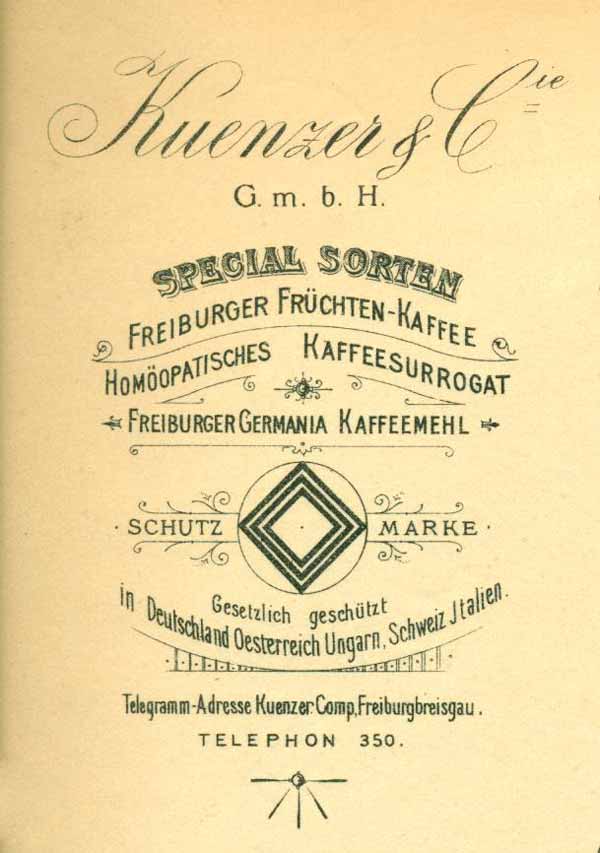 Kuenzer & Cie
G. m. b. H.
SPECIAL SORTEN
FREIBURGER FRÜCHTEN-KAFFEE
HOMÖOPATISCHES KAFFEESURROGAT
FREIBURGER GERMANIA KAFFEEMEHL
· SCHUTZ MARKE ·
Gesetzlich geschützt
in Deutschland Oesterreich Ungarn, Schweiz Jtalien.
Telegramm-Adresse Kuenzer Comp, Freiburgbreisgau.
TELEPHON 350.